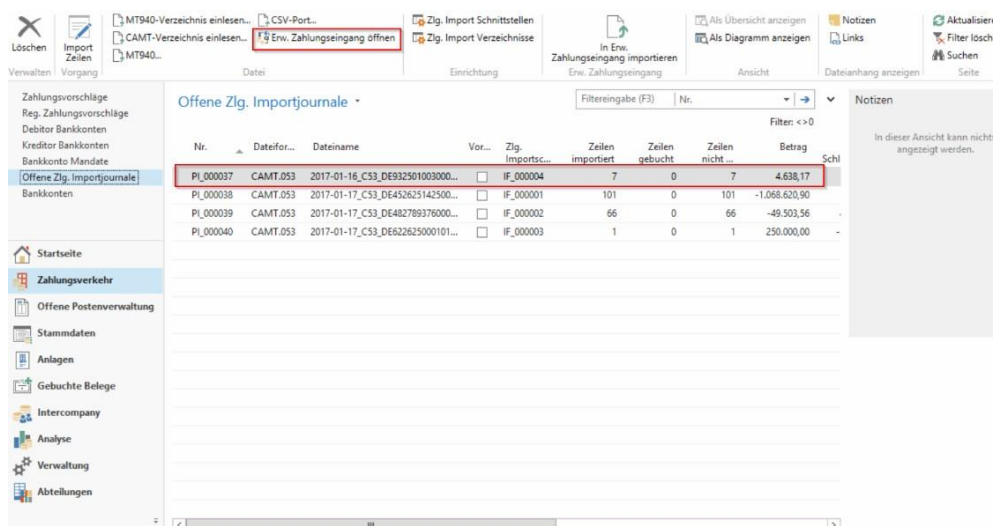 MT940-Verzeichnis einlesen... CSV-Port... Zlg. Import Schnittstellen Als Übersicht anzeigen Notizen Aktualisiere
CAMT-Verzeichnis einlesen... Erw. Zahlungseingang öffnen Zlg. Import Verzeichnisse Als Diagramm anzeigen Links Filter lösch
Löschen Import Zeilen MT940... In Erw. Zahlungseingang importieren Suchen
Verwalten Vorgang Datei Einrichtung Erw. Zahlungseingang Ansicht Dateianhang anzeigen Seite
Zahlungsvorschläge
Reg. Zahlungsvorschläge
Debitor Bankkonten
Kreditor Bankkonten
Bankkonto Mandate
Offene Zlg. Importjournale
Bankkonten
Startseite
Zahlungsverkehr
Offene Postenverwaltung
Stammdaten
Anlagen
Gebuchte Belege
Intercompany
Analyse
Verwaltung
Abteilungen
Offene Zlg. Importjournale
Filtereingabe (F3) Nr.
Filter: <>0
Nr. Dateifor... Dateiname Vor... Zlg. Importsc... Zeilen importiert Zeilen gebucht Zeilen nicht ... Betrag Schl
PI_000037 CAMT.053 2017-01-16_C53_DE932501003000... IF_000004 7 0 7 4.638,17
PI_000038 CAMT.053 2017-01-17_C53_DE452625142500... IF_000001 101 0 101 -1.068.620,90
PI_000039 CAMT.053 2017-01-17_C53_DE482789376000... IF_000002 66 0 66 -49.503,56
PI_000040 CAMT.053 2017-01-17_C53_DE622625000101... IF_000003 1 0 1 250.000,00
Notizen
In dieser Ansicht kann nichts
angezeigt werden.